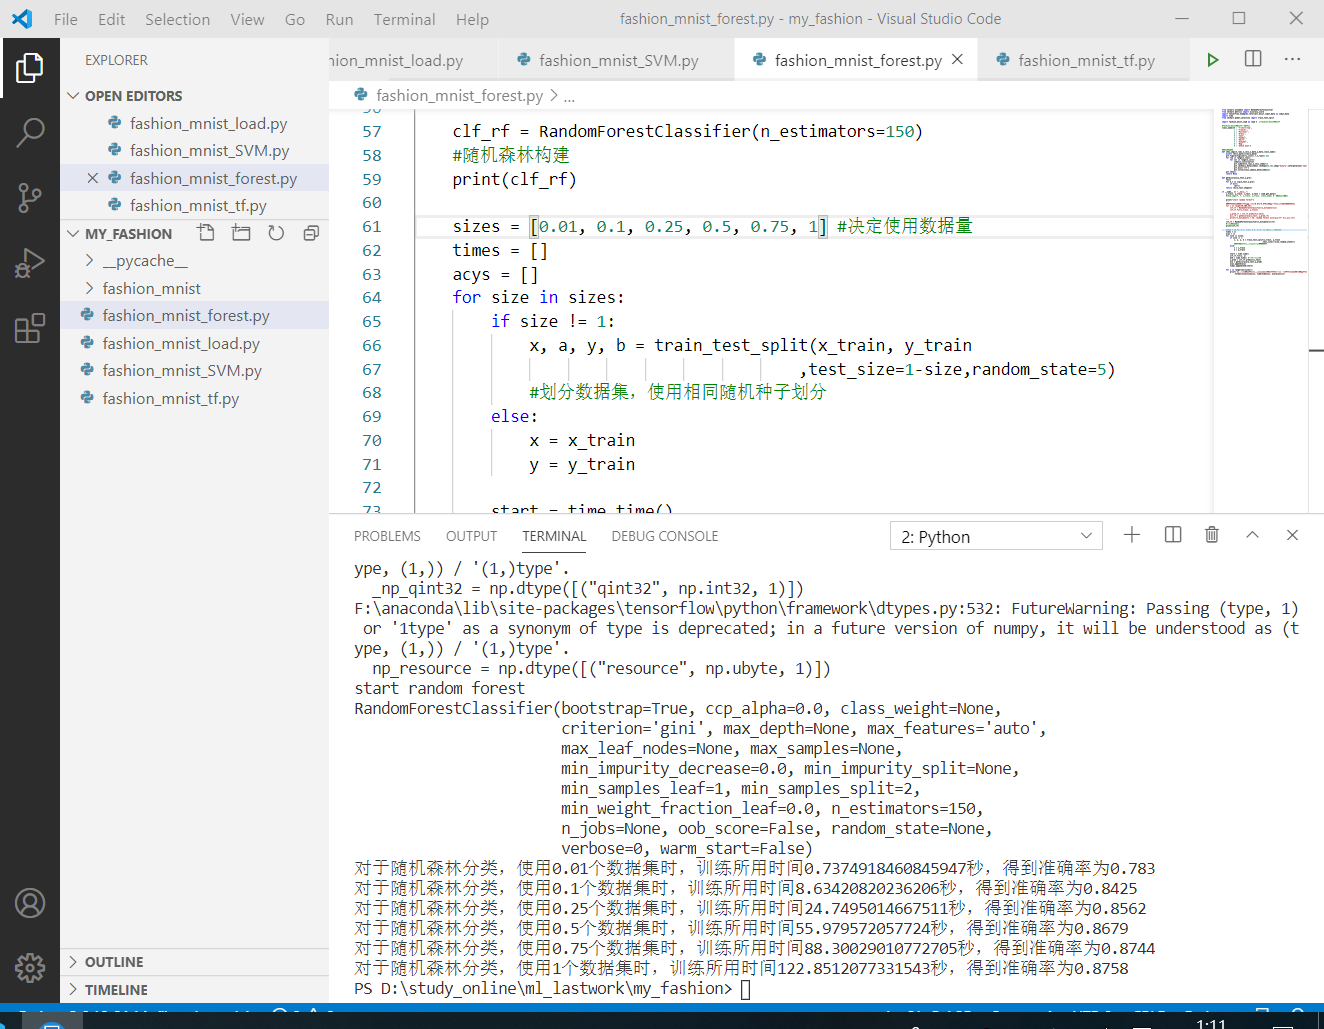 File Edit Selection View Go Run Terminal Help fashion_mnist_forest.py - my_fashion - Visual Studio Code
EXPLORER
OPEN EDITORS
fashion_mnist_load.py
fashion_mnist_SVM.py
fashion_mnist_forest.py
fashion_mnist_tf.py
MY_FASHION
__pycache__
fashion_mnist
fashion_mnist_forest.py
fashion_mnist_load.py
fashion_mnist_SVM.py
fashion_mnist_tf.py
OUTLINE
TIMELINE
hion_mnist_load.py fashion_mnist_SVM.py fashion_mnist_forest.py fashion_mnist_tf.py
fashion_mnist_forest.py > ...
57 clf_rf = RandomForestClassifier(n_estimators=150)
58 #随机森林构建
59 print(clf_rf)
60
61 sizes = [0.01, 0.1, 0.25, 0.5, 0.75, 1] #决定使用数据量
62 times = []
63 acys = []
64 for size in sizes:
65 if size != 1:
66 x, a, y, b = train_test_split(x_train, y_train
67 ,test_size=1-size,random_state=5)
68 #划分数据集，使用相同随机种子划分
69 else:
70 x = x_train
71 y = y_train
72
73 start = time.time()
PROBLEMS OUTPUT TERMINAL DEBUG CONSOLE 2: Python
ype, (1,)) / '(1,)type'.
_np_qint32 = np.dtype([("qint32", np.int32, 1)])
F:\anaconda\lib\site-packages\tensorflow\python\framework\dtypes.py:532: FutureWarning: Passing (type, 1)
or '1type' as a synonym of type is deprecated; in a future version of numpy, it will be understood as (t
ype, (1,)) / '(1,)type'.
np_resource = np.dtype([("resource", np.ubyte, 1)])
start random forest
RandomForestClassifier(bootstrap=True, ccp_alpha=0.0, class_weight=None,
criterion='gini', max_depth=None, max_features='auto',
max_leaf_nodes=None, max_samples=None,
min_impurity_decrease=0.0, min_impurity_split=None,
min_samples_leaf=1, min_samples_split=2,
min_weight_fraction_leaf=0.0, n_estimators=150,
n_jobs=None, oob_score=False, random_state=None,
verbose=0, warm_start=False)
对于随机森林分类，使用0.01个数据集时，训练所用时间0.7374918460845947秒，得到准确率为0.783
对于随机森林分类，使用0.1个数据集时，训练所用时间8.63420820236206秒，得到准确率为0.8425
对于随机森林分类，使用0.25个数据集时，训练所用时间24.7495014667511秒，得到准确率为0.8562
对于随机森林分类，使用0.5个数据集时，训练所用时间55.979572057724秒，得到准确率为0.8679
对于随机森林分类，使用0.75个数据集时，训练所用时间88.30029010772705秒，得到准确率为0.8744
对于随机森林分类，使用1个数据集时，训练所用时间122.8512077331543秒，得到准确率为0.8758
PS D:\study_online\ml_lastwork\my_fashion>
1:11